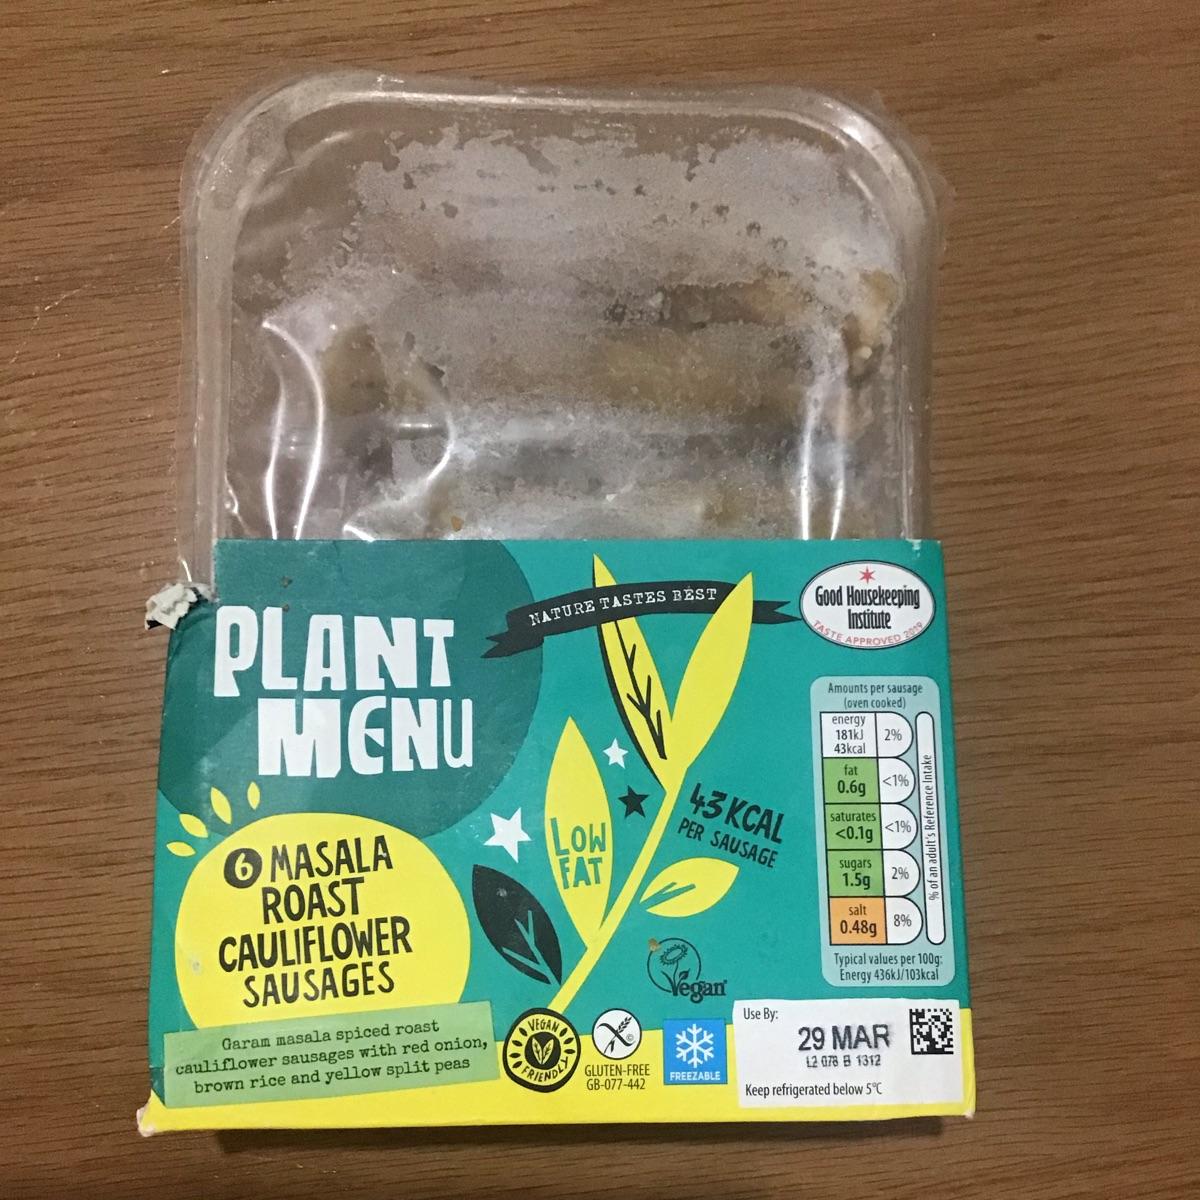 PLANT
MENU
NATURE TASTES BEST
Good Housekeeping
Institute
TASTE APPROVED 2019
6 MASALA
ROAST
CAULIFLOWER
SAUSAGES
Garam masala spiced roast
cauliflower sausages with red onion,
brown rice and yellow split peas
LOW
FAT
43 KCAL
PER SAUSAGE
Amounts per sausage
(oven cooked)
energy
181kJ
43kcal
2%
fat
0.6g
<1%
saturates
<0.1g
<1%
sugars
1.5g
2%
salt
0.48g
8%
% of an adult's Reference Intake
Typical values per 100g:
Energy 436kJ/103kcal
Vegan
VEGAN
FRIENDLY
GLUTEN-FREE
GB-077-442
FREEZABLE
Use By:
29 MAR
L2 078 B 1312
Keep refrigerated below 5°C